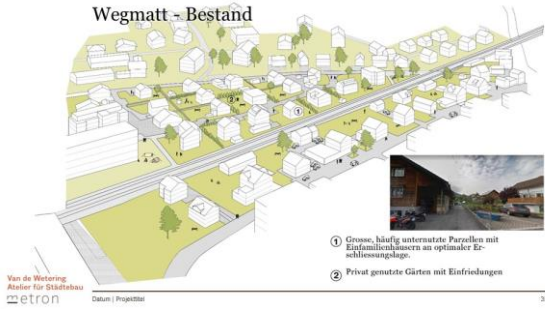 Wegmatt - Bestand
2
1
1 Grosse, häufig unternutzte Parzellen mit
Einfamilienhäusern an optimaler Er-
schliessungslage.
2 Privat genutzte Gärten mit Einfriedungen
Van de Wetering
Atelier für Städtebau
metron
Datum | Projekttitel